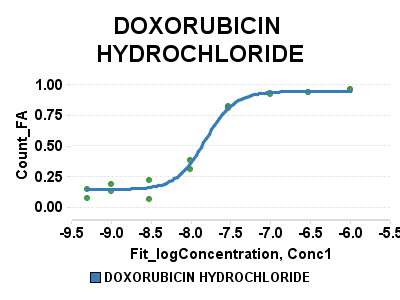 DOXORUBICIN
HYDROCHLORIDE
1.00
0.75
0.50
0.25
0.00
Count_FA
-9.5 -9.0 -8.5 -8.0 -7.5 -7.0 -6.5 -6.0 -5.5
Fit_logConcentration, Conc1
DOXORUBICIN HYDROCHLORIDE